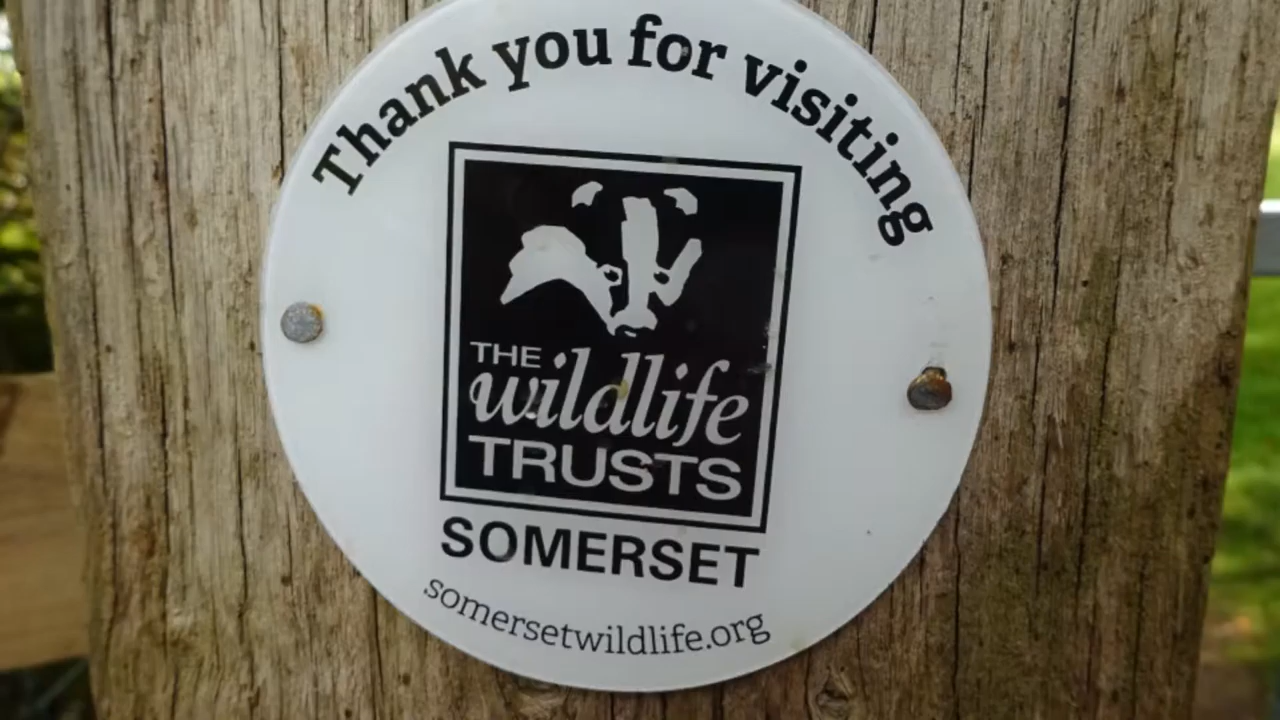 Thank you for visiting
THE
wildlife
TRUSTS
SOMERSET
somersetwildlife.org